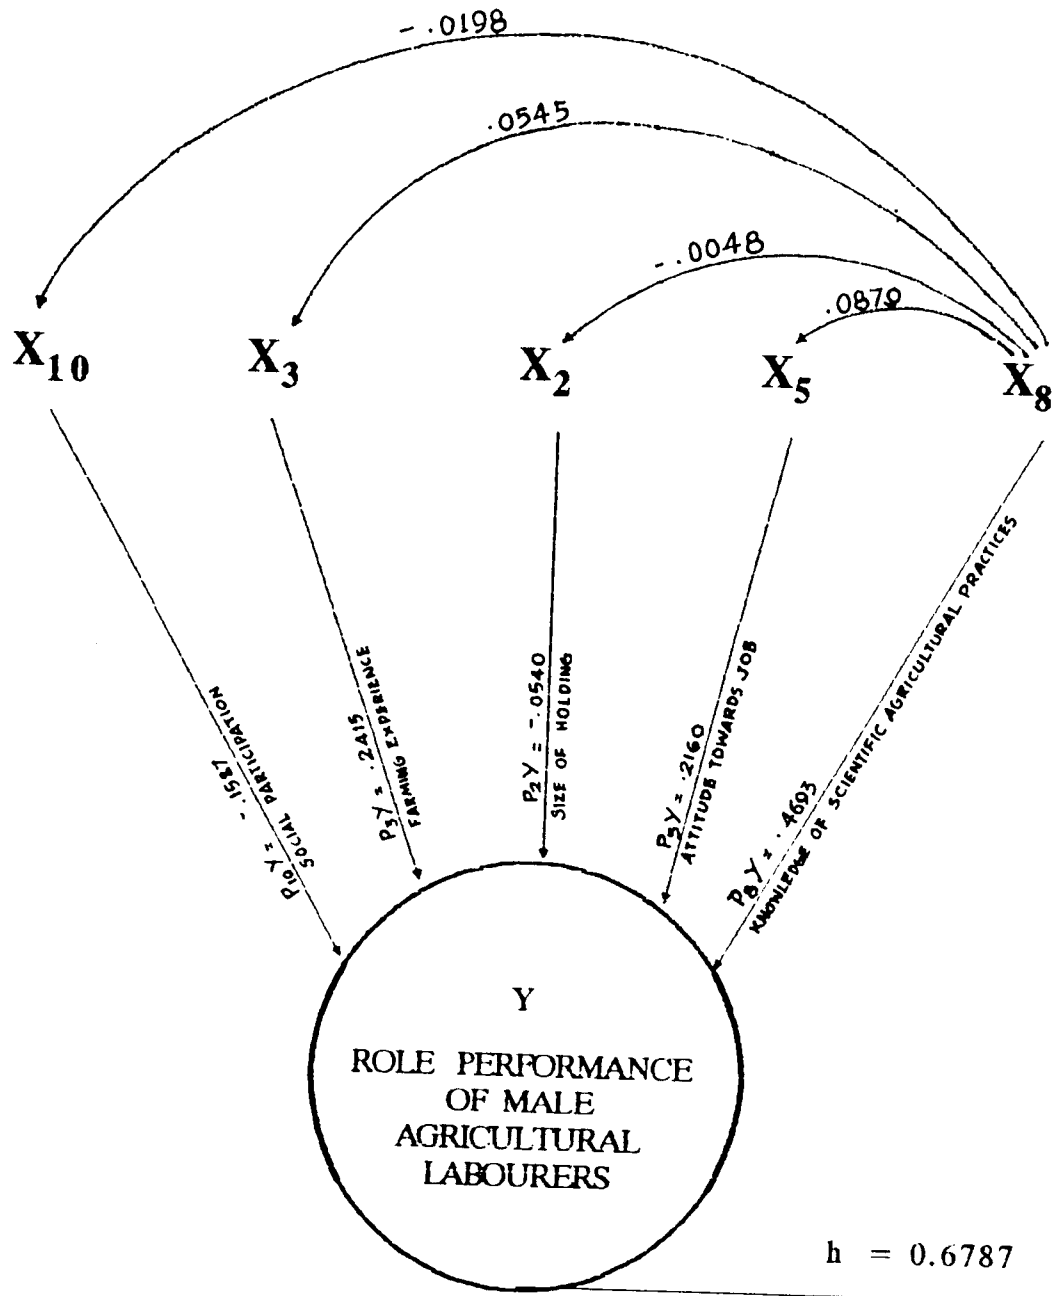 -.0198
.0545
-.0048
.0870
X10
X3
X2
X5
X8
P10Y = -.1587
SOCIAL PARTICIPATION
P3Y = .2415
FARMING EXPERIENCE
P2Y = -.0540
SIZE OF HOLDING
P5Y = .2160
ATTITUDE TOWARDS JOB
P8Y = .4693
KNOWLEDGE OF SCIENTIFIC AGRICULTURAL PRACTICES
Y
ROLE PERFORMANCE
OF MALE
AGRICULTURAL
LABOURERS
h = 0.6787